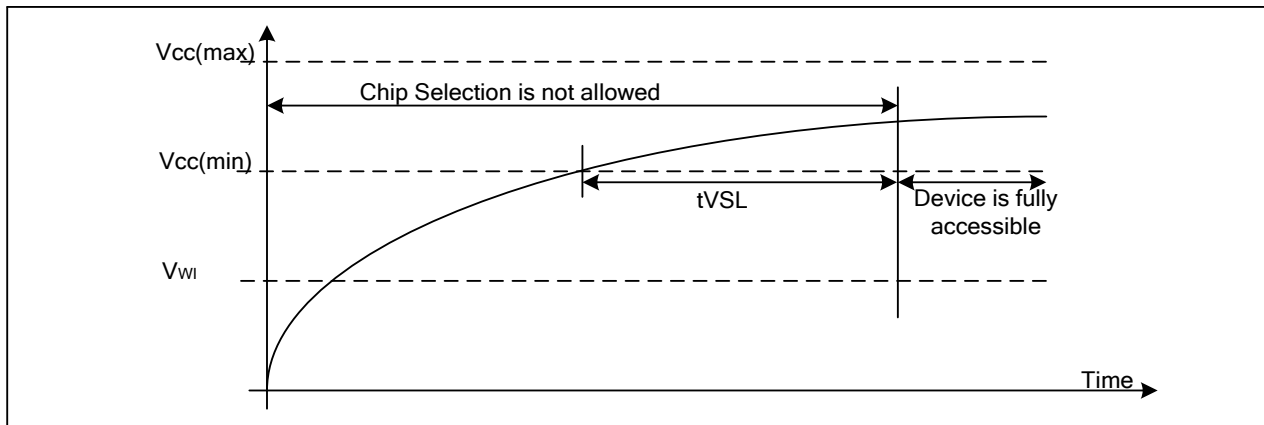 Vcc(max)
Chip Selection is not allowed
Vcc(min)
tVSL
Device is fully
accessible
VWI
Time